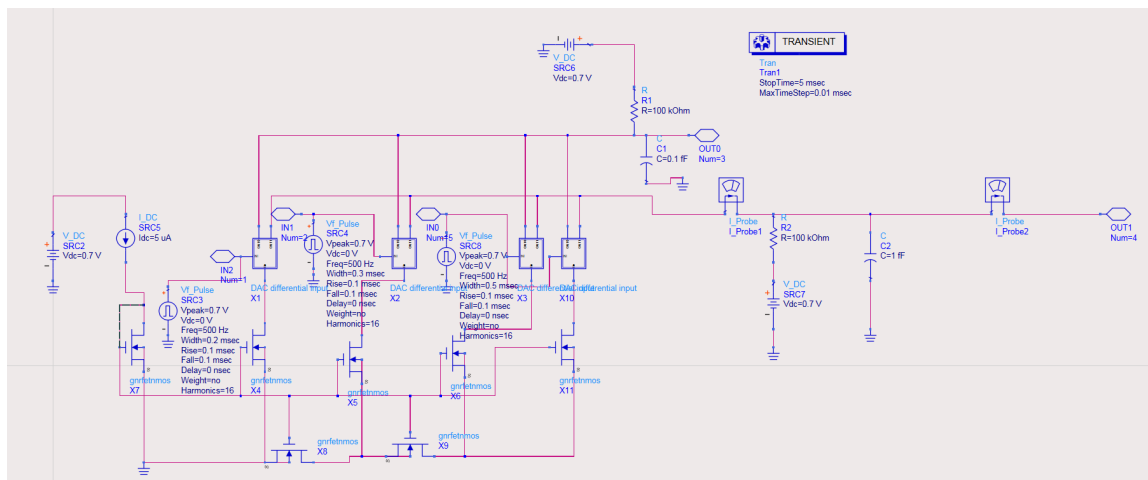 V_DC
SRC6
Vdc=0.7 V
TRANSIENT
Tran
Tran1
StopTime=5 msec
MaxTimeStep=0.01 msec
R
R1
R=100 kOhm
C
C1
C=0.1 fF
OUT0
Num=3
V_DC
SRC2
Vdc=0.7 V
I_DC
SRC5
Idc=5 uA
IN2
Num=1
Vf_Pulse
SRC3
Vpeak=0.7 V
Vdc=0 V
Freq=500 Hz
Width=0.2 msec
Rise=0.1 msec
Fall=0.1 msec
Delay=0 nsec
Weight=no
Harmonics=16
IN1
Num=2
Vf_Pulse
SRC4
Vpeak=0.7 V
Vdc=0 V
Freq=500 Hz
Width=0.3 msec
Rise=0.1 msec
Fall=0.1 msec
Delay=0 nsec
Weight=no
Harmonics=16
IN0
Num=5
Vf_Pulse
SRC8
Vpeak=0.7 V
Vdc=0 V
Freq=500 Hz
Width=0.5 msec
Rise=0.1 msec
Fall=0.1 msec
Delay=0 nsec
Weight=no
Harmonics=16
DAC differential input
X1
DAC differential input
X2
DAC differential
X3
X10
I_Probe
I_Probe1
R
R2
R=100 kOhm
C
C2
C=1 fF
I_Probe
I_Probe2
OUT1
Num=4
V_DC
SRC7
Vdc=0.7 V
gnrfetnmos
X7
gnrfetnmos
X4
gnrfetnmos
X5
gnrfetnmos
X6
gnrfetnmos
X11
gnrfetnmos
X8
gnrfetnmos
X9